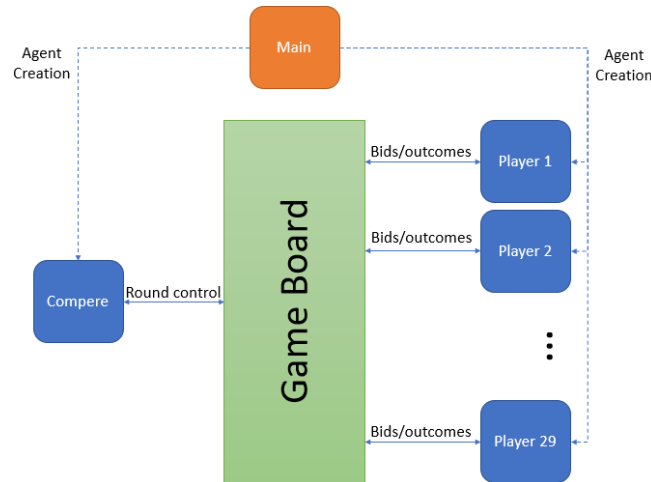 Main
Agent
Creation
Agent
Creation
Bids/outcomes
Player 1
Bids/outcomes
Player 2
Game Board
Compere
Round control
...
Bids/outcomes
Player 29